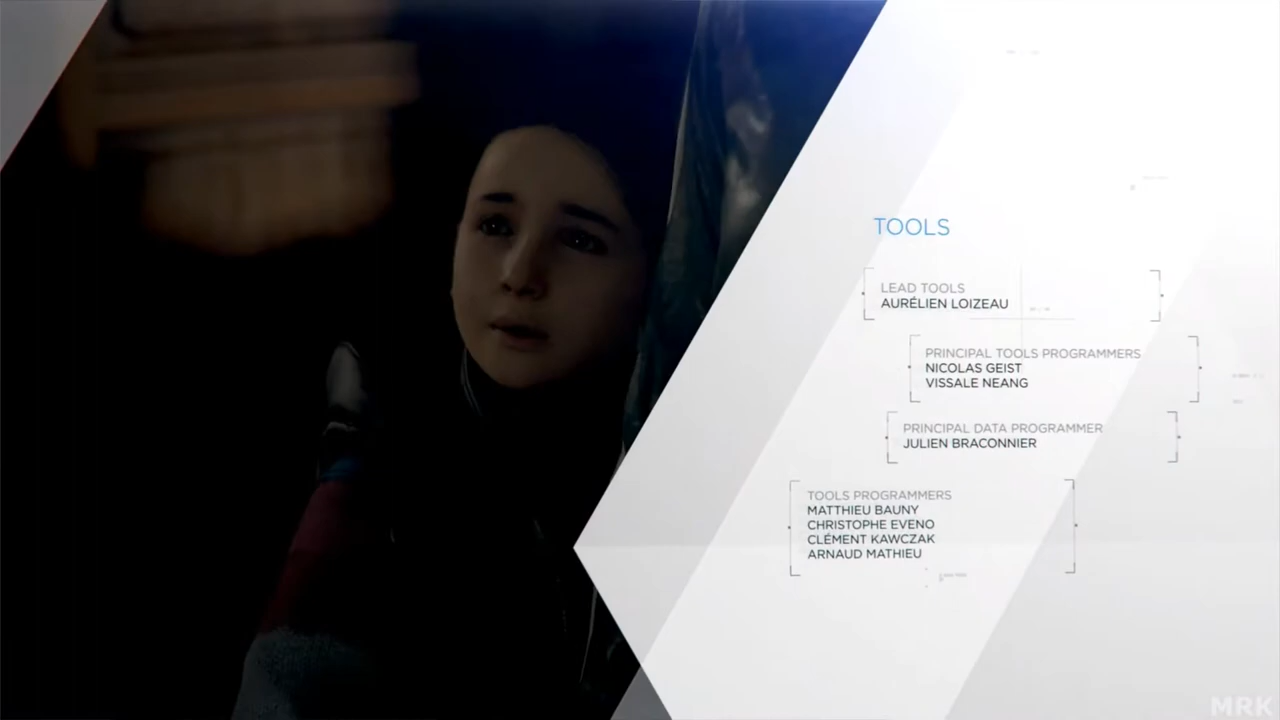 TOOLS
LEAD TOOLS
AURÉLIEN LOIZEAU
PRINCIPAL TOOLS PROGRAMMERS
NICOLAS GEIST
VISSALE NEANG
PRINCIPAL DATA PROGRAMMER
JULIEN BRACONNIER
TOOLS PROGRAMMERS
MATTHIEU BAUNY
CHRISTOPHE EVENO
CLÉMENT KAWCZAK
ARNAUD MATHIEU
MRK